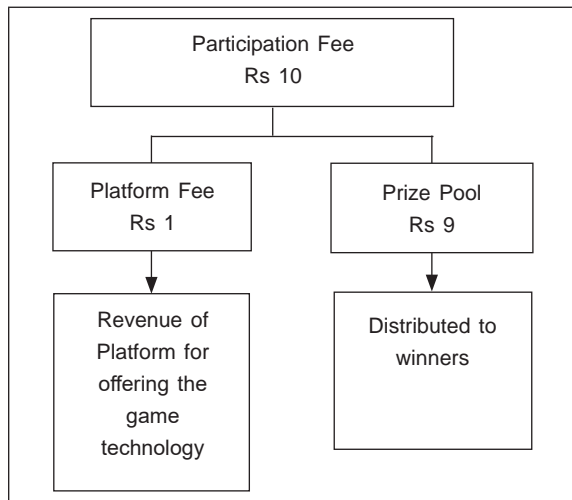 Participation Fee
Rs 10
Platform Fee
Rs 1
Prize Pool
Rs 9
Revenue of
Platform for
offering the
game
technology
Distributed to
winners